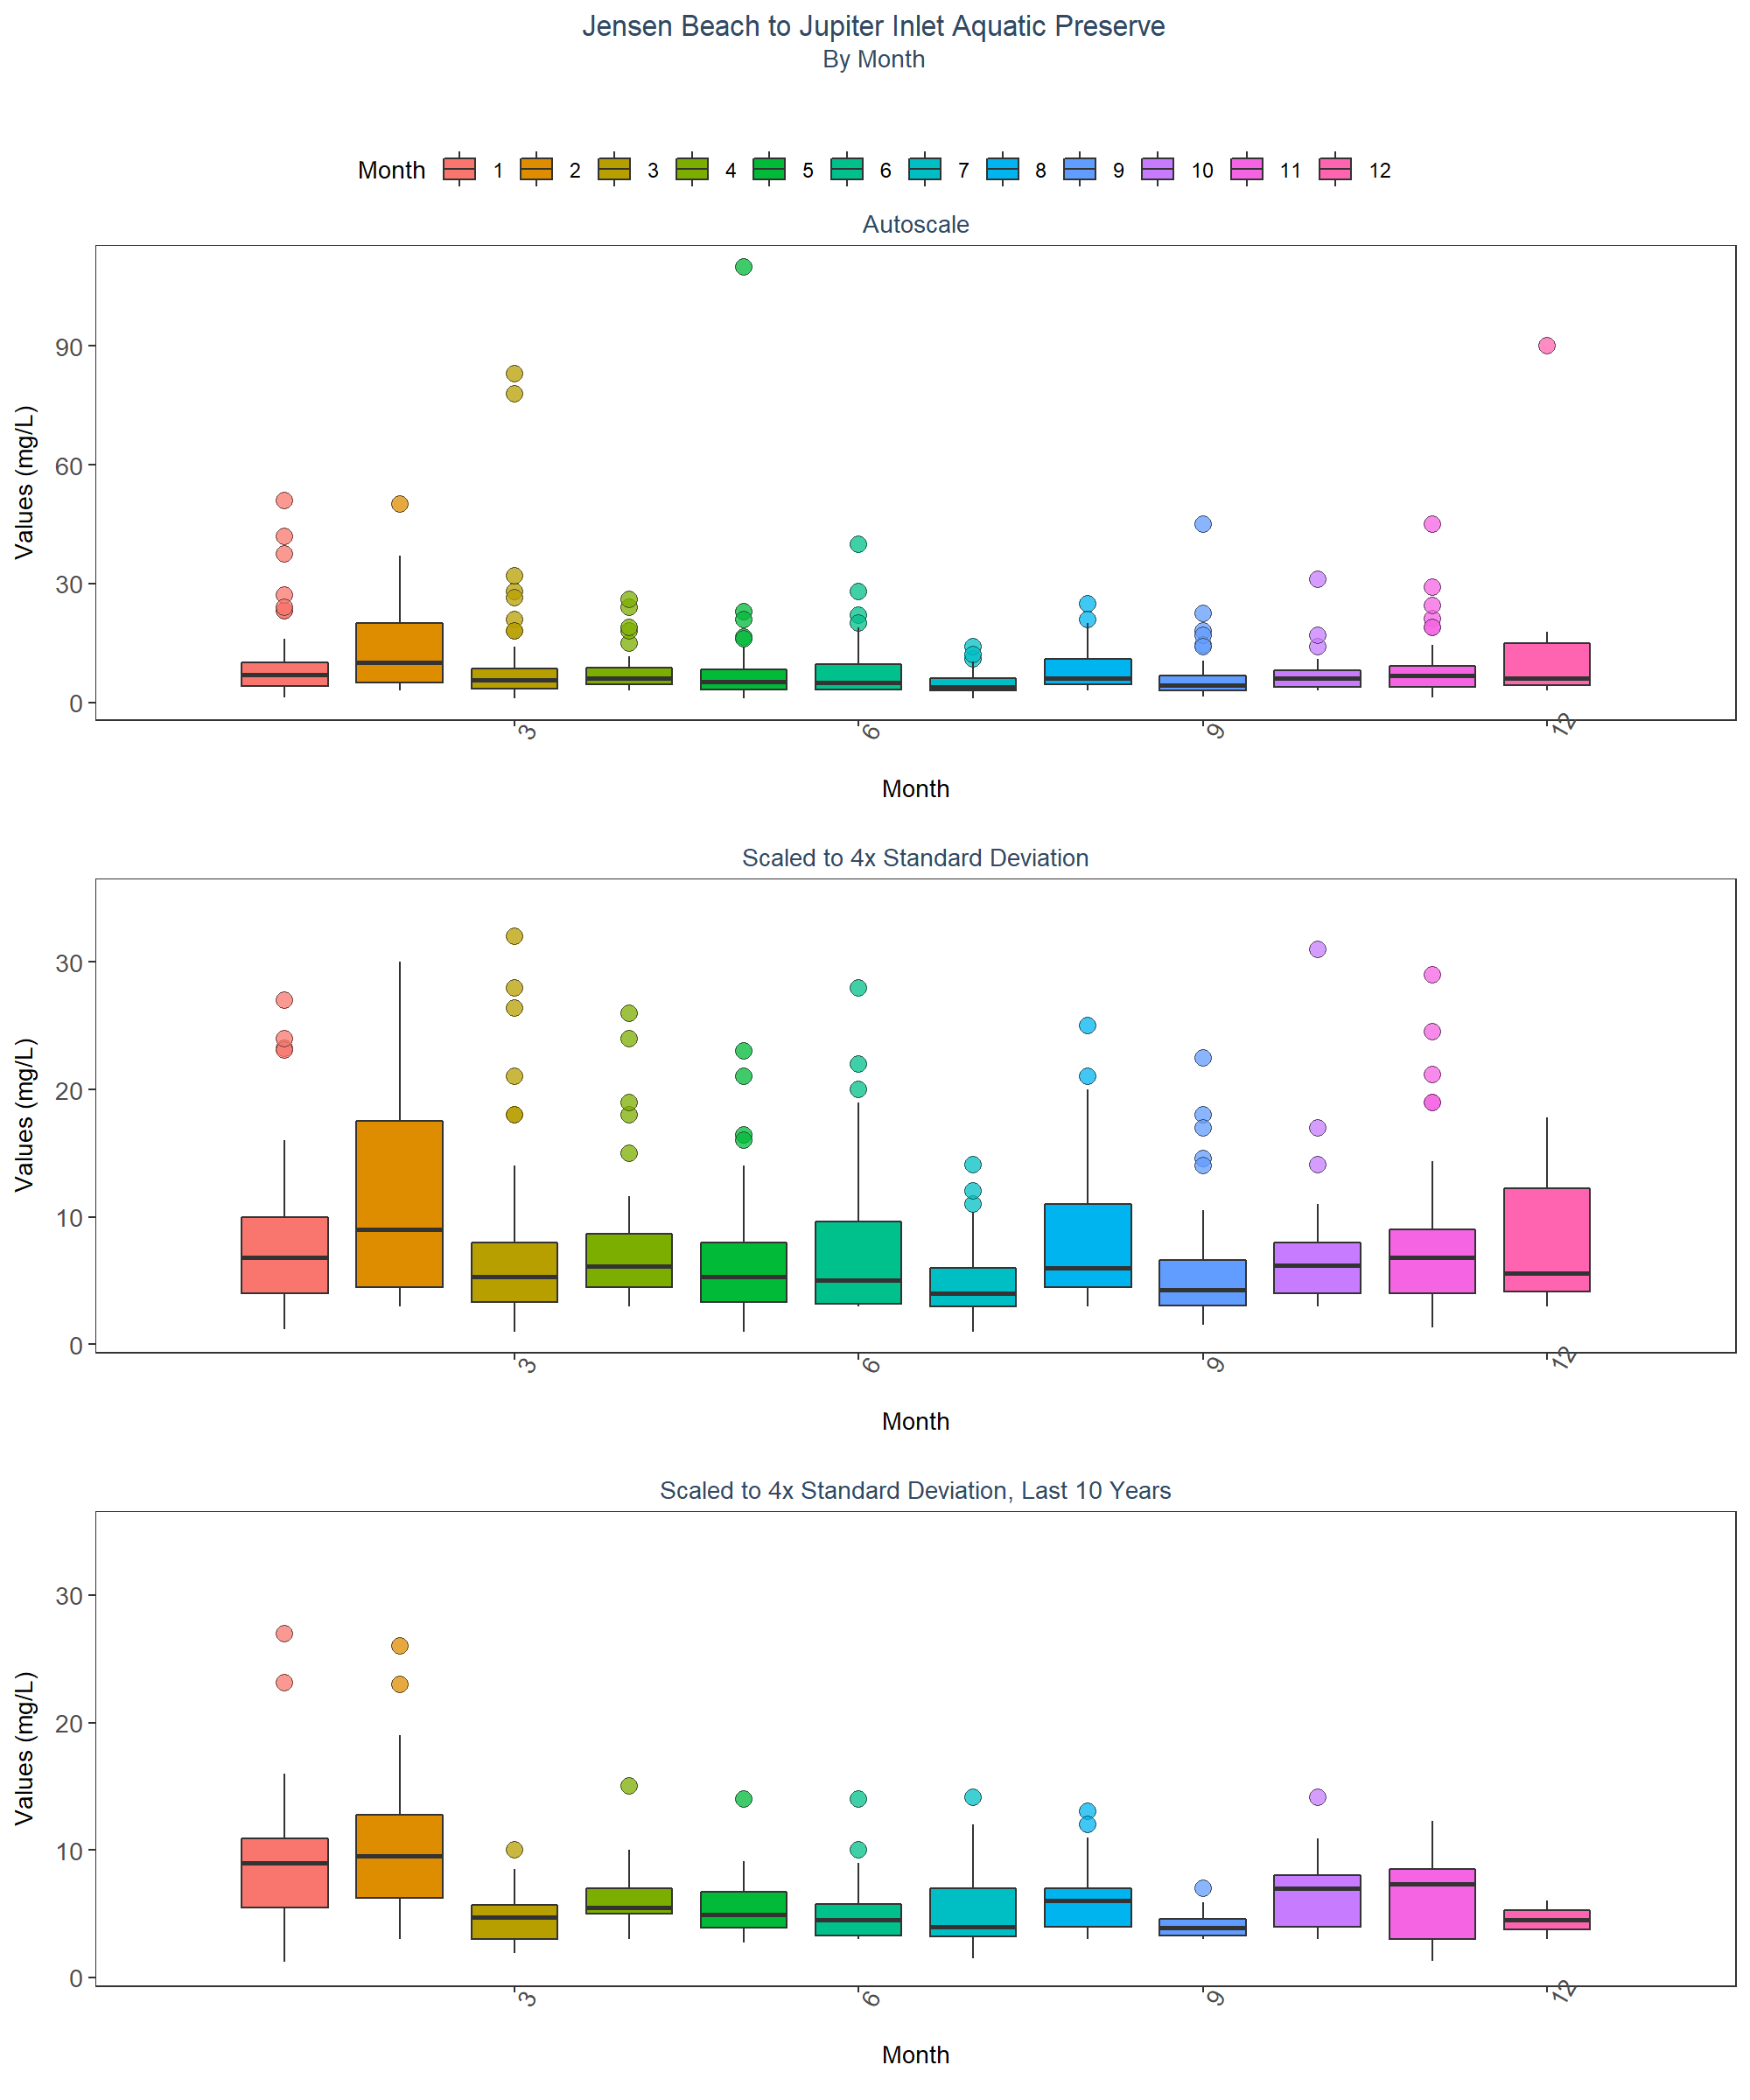 Jensen Beach to Jupiter Inlet Aquatic Preserve
By Month
Month 1 2 3 4 5 6 7 8 9 10 11 12
Autoscale
Values (mg/L)
90
60
30
0
3 6 9 12
Month
Scaled to 4x Standard Deviation
Values (mg/L)
30
20
10
0
3 6 9 12
Month
Scaled to 4x Standard Deviation, Last 10 Years
Values (mg/L)
30
20
10
0
3 6 9 12
Month